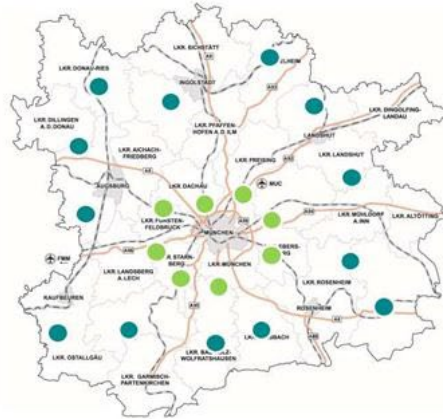 LKR. EICHSTÄTT
LKR. DONAU-RIES
INGOLSTADT
LKR. DILLINGEN
A.D. DONAU
LKR. PFAFFEN-
HOFEN A.D. ILM
LKR. DINGOLFING-
LANDAU
LKR. AICHACH-
FRIEDBERG
LANDSHUT
LKR. FREISING
LKR. LANDSHUT
AUGSBURG
LKR. DACHAU
MUC
LKR. FÜRSTEN-
FELDBRUCK
MÜNCHEN
LKR. MÜHLDORF
A.INN
LKR. ALTÖTTING
FMM
LKR. LANDSBERG
A.LECH
LKR. MÜNCHEN
LKR. ROSENHEIM
KAUFBEUREN
ROSENHEIM
LKR. OSTALLGÄU
LKR. GARMISCH-
PARTENKIRCHEN
WOLFRATSHAUSEN